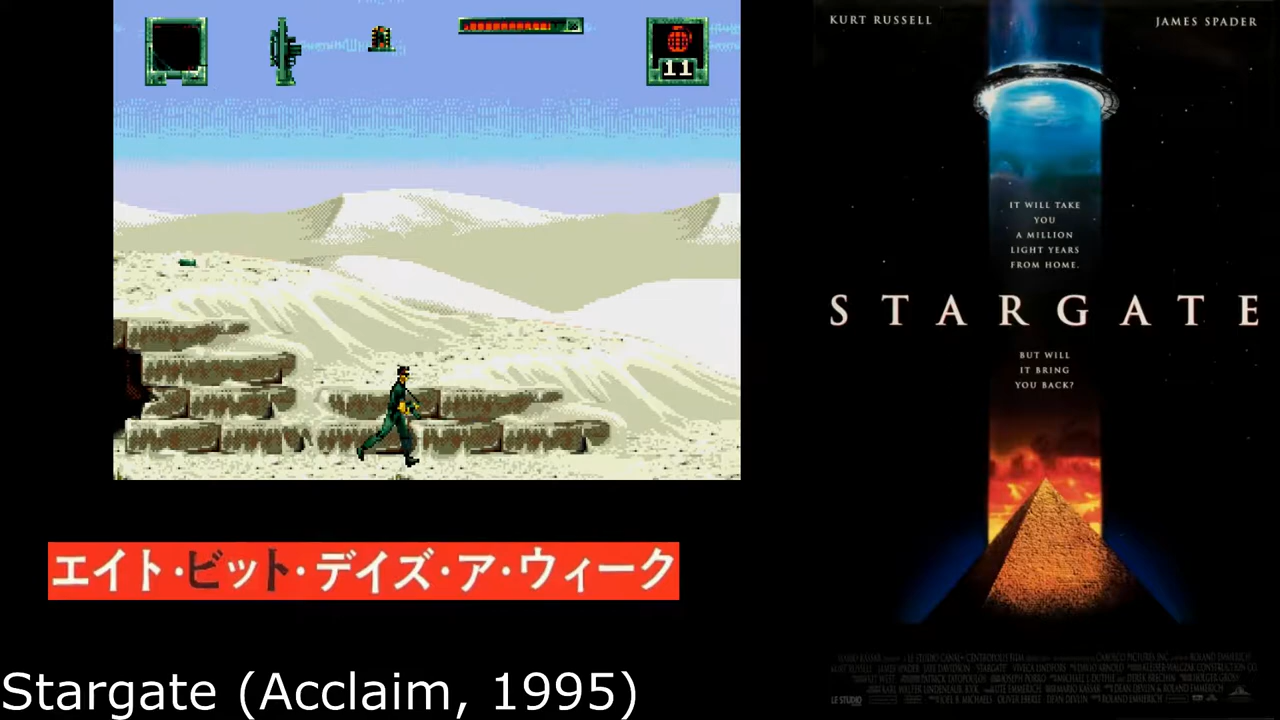 11
エイト・ビット・デイズ・ア・ウィーク
Stargate (Acclaim, 1995)
KURT RUSSELL
JAMES SPADER
IT WILL TAKE
YOU
A MILLION
LIGHT YEARS
FROM HOME.
STARGATE
BUT WILL
IT BRING
YOU BACK?